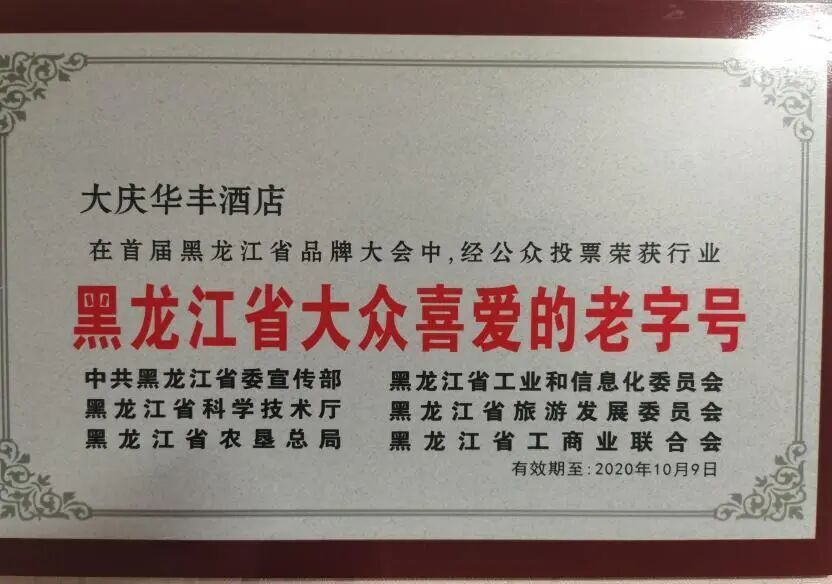 大庆华丰酒店
在首届黑龙江省品牌大会中,经公众投票荣获行业
黑龙江省大众喜爱的老字号
中共黑龙江省委宣传部 黑龙江省工业和信息化委员会
黑龙江省科学技术厅 黑龙江省旅游发展委员会
黑龙江省农垦总局 黑龙江省工商业联合会
有效期至:2020年10月9日